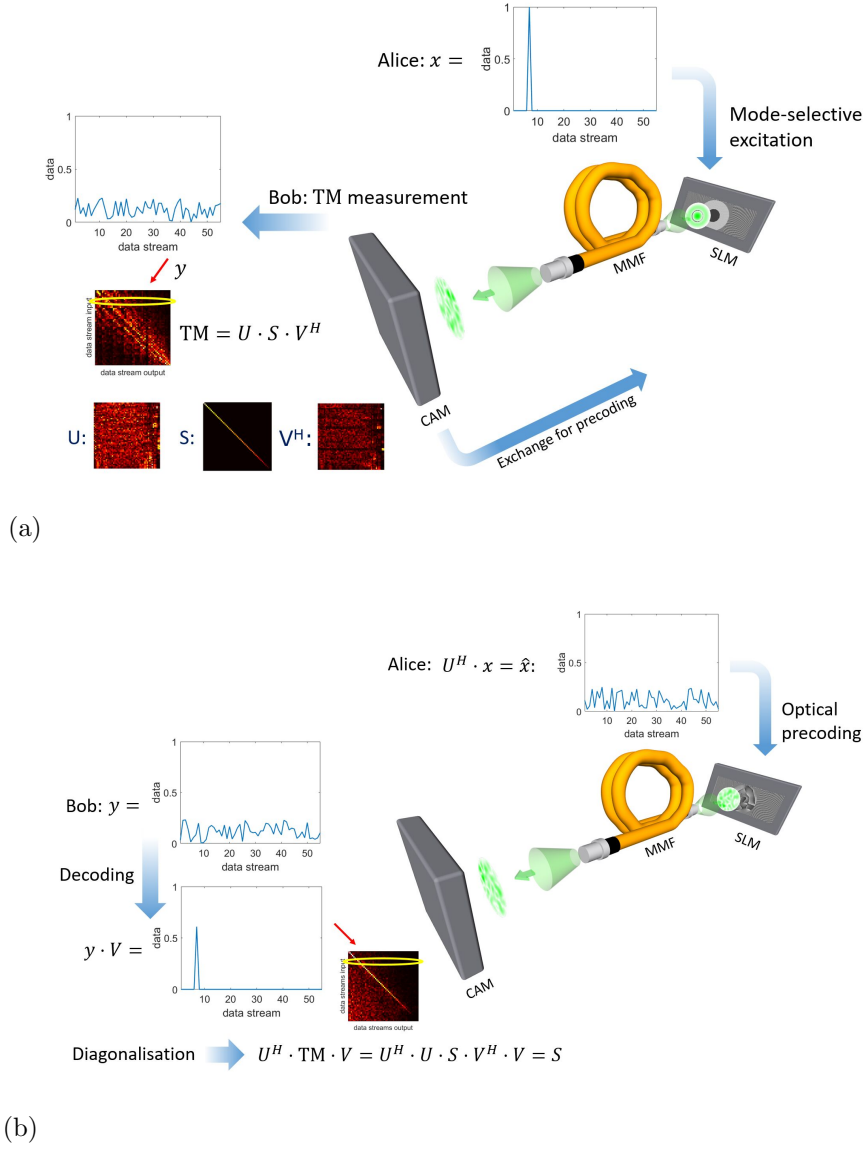 Alice: x =
1
0.5
0
data
10 20 30 40 50
data stream
Mode-selective
excitation
1
0.5
0
data
10 20 30 40 50
data stream
Bob: TM measurement
MMF
SLM
y
data stream input
data stream output
TM = U · S · V^H
CAM
Exchange for precoding
U:
S:
V^H:
(a)
Alice: U^H · x = x̂:
1
0.5
0
data
10 20 30 40 50
data stream
Optical
precoding
Bob: y =
1
0.5
0
data
10 20 30 40 50
data stream
MMF
SLM
Decoding
y · V =
1
0.5
0
data
10 20 30 40 50
data stream
data streams input
data streams output
CAM
Diagonalisation
U^H · TM · V = U^H · U · S · V^H · V = S
(b)